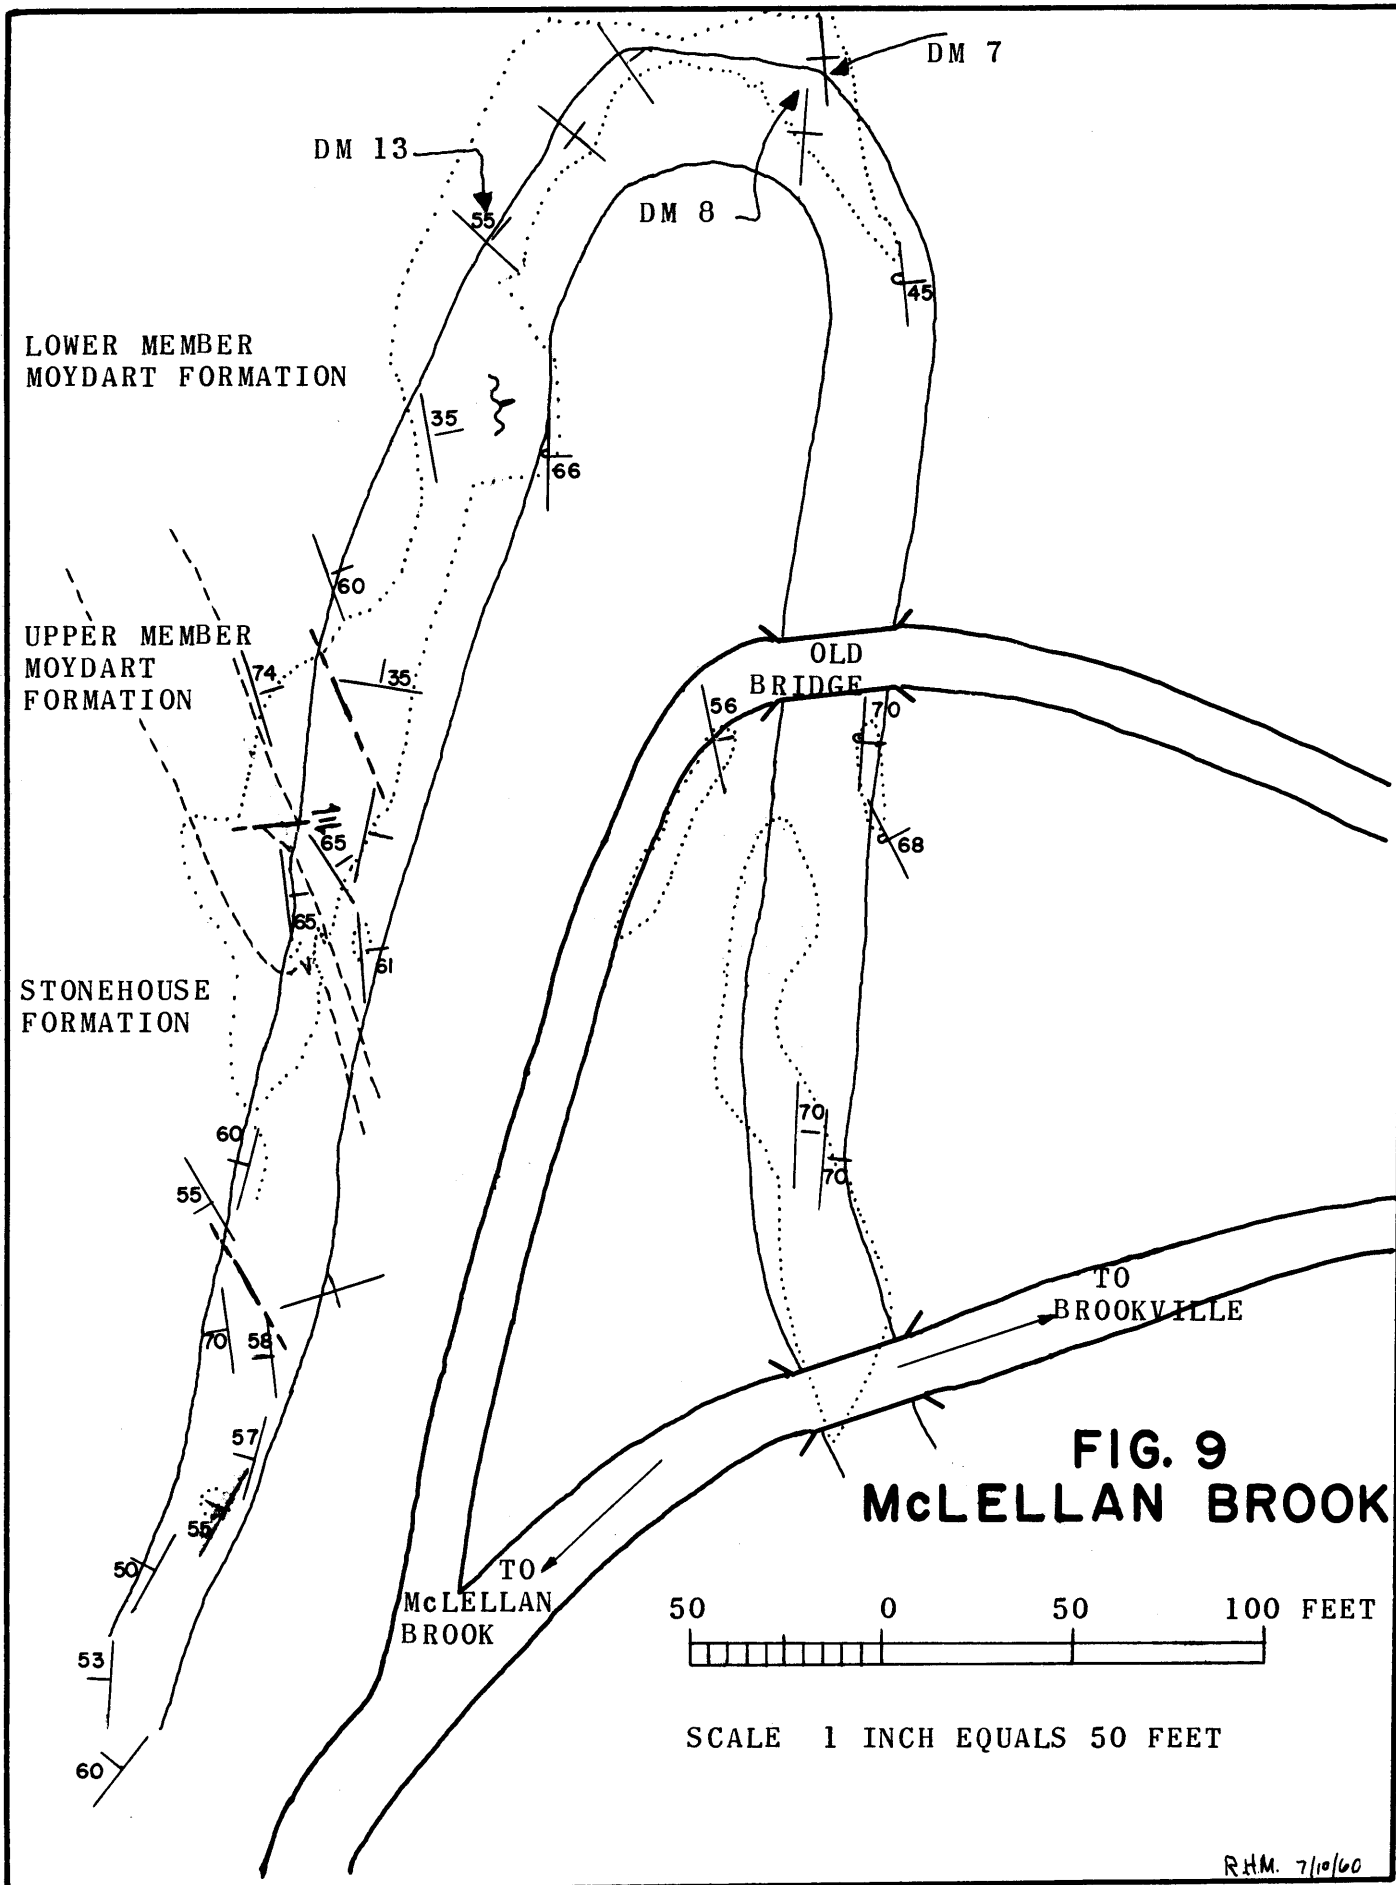 DM 7
DM 13
55
DM 8
45
LOWER MEMBER
MOYDART FORMATION
35
66
60
UPPER MEMBER
MOYDART
FORMATION
74
35
OLD
BRIDGE
56
70
65
68
65
61
STONEHOUSE
FORMATION
70
60
70
55
TO
BROOKVILLE
70
58
57
FIG. 9
McLELLAN BROOK
55
50
TO
McLELLAN
BROOK
50 0 50 100 FEET
53
SCALE 1 INCH EQUALS 50 FEET
60
R.H.M. 7/10/60